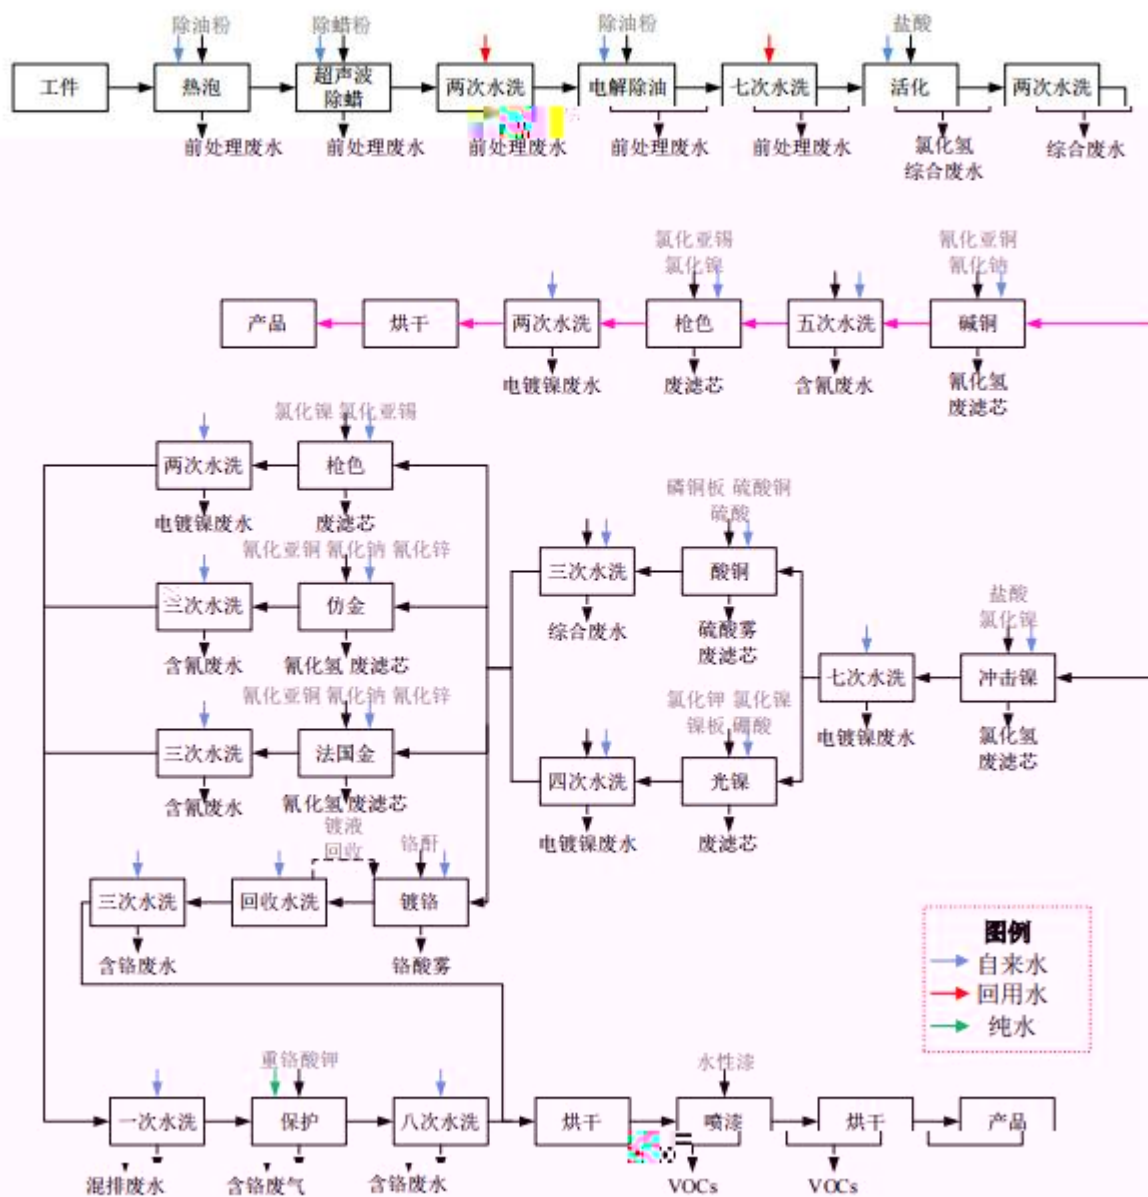 除油粉
除蜡粉
除油粉
盐酸
工件
热泡
超声波
除蜡
两次水洗
电解除油
七次水洗
活化
两次水洗
前处理废水
前处理废水
前处理废水
前处理废水
前处理废水
氯化氢
综合废水
综合废水
氯化亚锡
氯化镍
氰化亚铜
氰化钠
产品
烘干
两次水洗
枪色
五次水洗
碱铜
电镀镍废水
废滤芯
含氰废水
氰化氢
废滤芯
氯化镍 氯化亚锡
两次水洗
枪色
电镀镍废水
废滤芯
氰化亚铜 氰化钠 氰化锌
三次水洗
仿金
含氰废水
氰化氢 废滤芯
氰化亚铜 氰化钠 氰化锌
三次水洗
法国金
含氰废水
氰化氢 废滤芯
磷铜板 硫酸铜
硫酸
三次水洗
酸铜
综合废水
硫酸雾
废滤芯
盐酸
氯化镍
七次水洗
冲击镍
电镀镍废水
氯化氢
废滤芯
氯化钾 氯化镍
镍板 硼酸
四次水洗
光镍
电镀镍废水
废滤芯
镀液
回收
铬酐
三次水洗
回收水洗
镀铬
含铬废水
铬酸雾
图例
自来水
回用水
纯水
重铬酸钾
水性漆
一次水洗
保护
八次水洗
烘干
喷漆
烘干
产品
混排废水
含铬废气
含铬废水
VOCs
VOCs